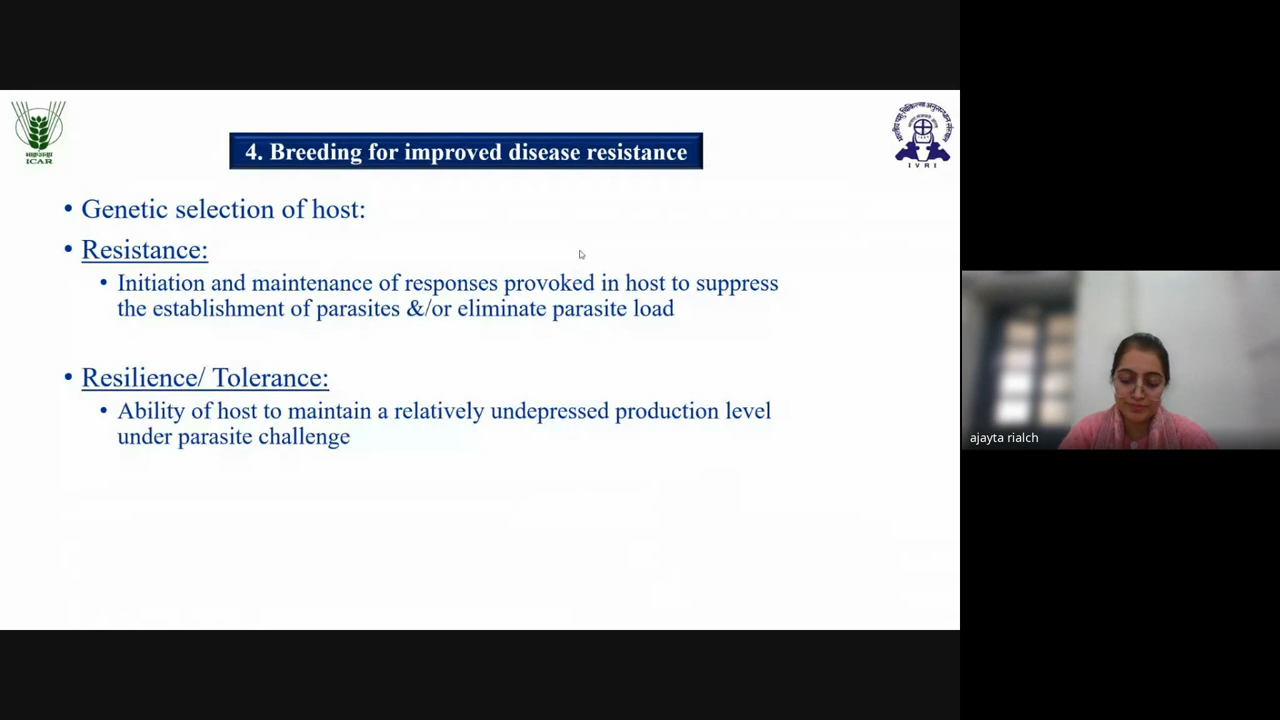 ICAR
4. Breeding for improved disease resistance
IVRI
• Genetic selection of host:
• Resistance:
• Initiation and maintenance of responses provoked in host to suppress
the establishment of parasites &/or eliminate parasite load
• Resilience/ Tolerance:
• Ability of host to maintain a relatively undepressed production level
under parasite challenge
ajayta rialch